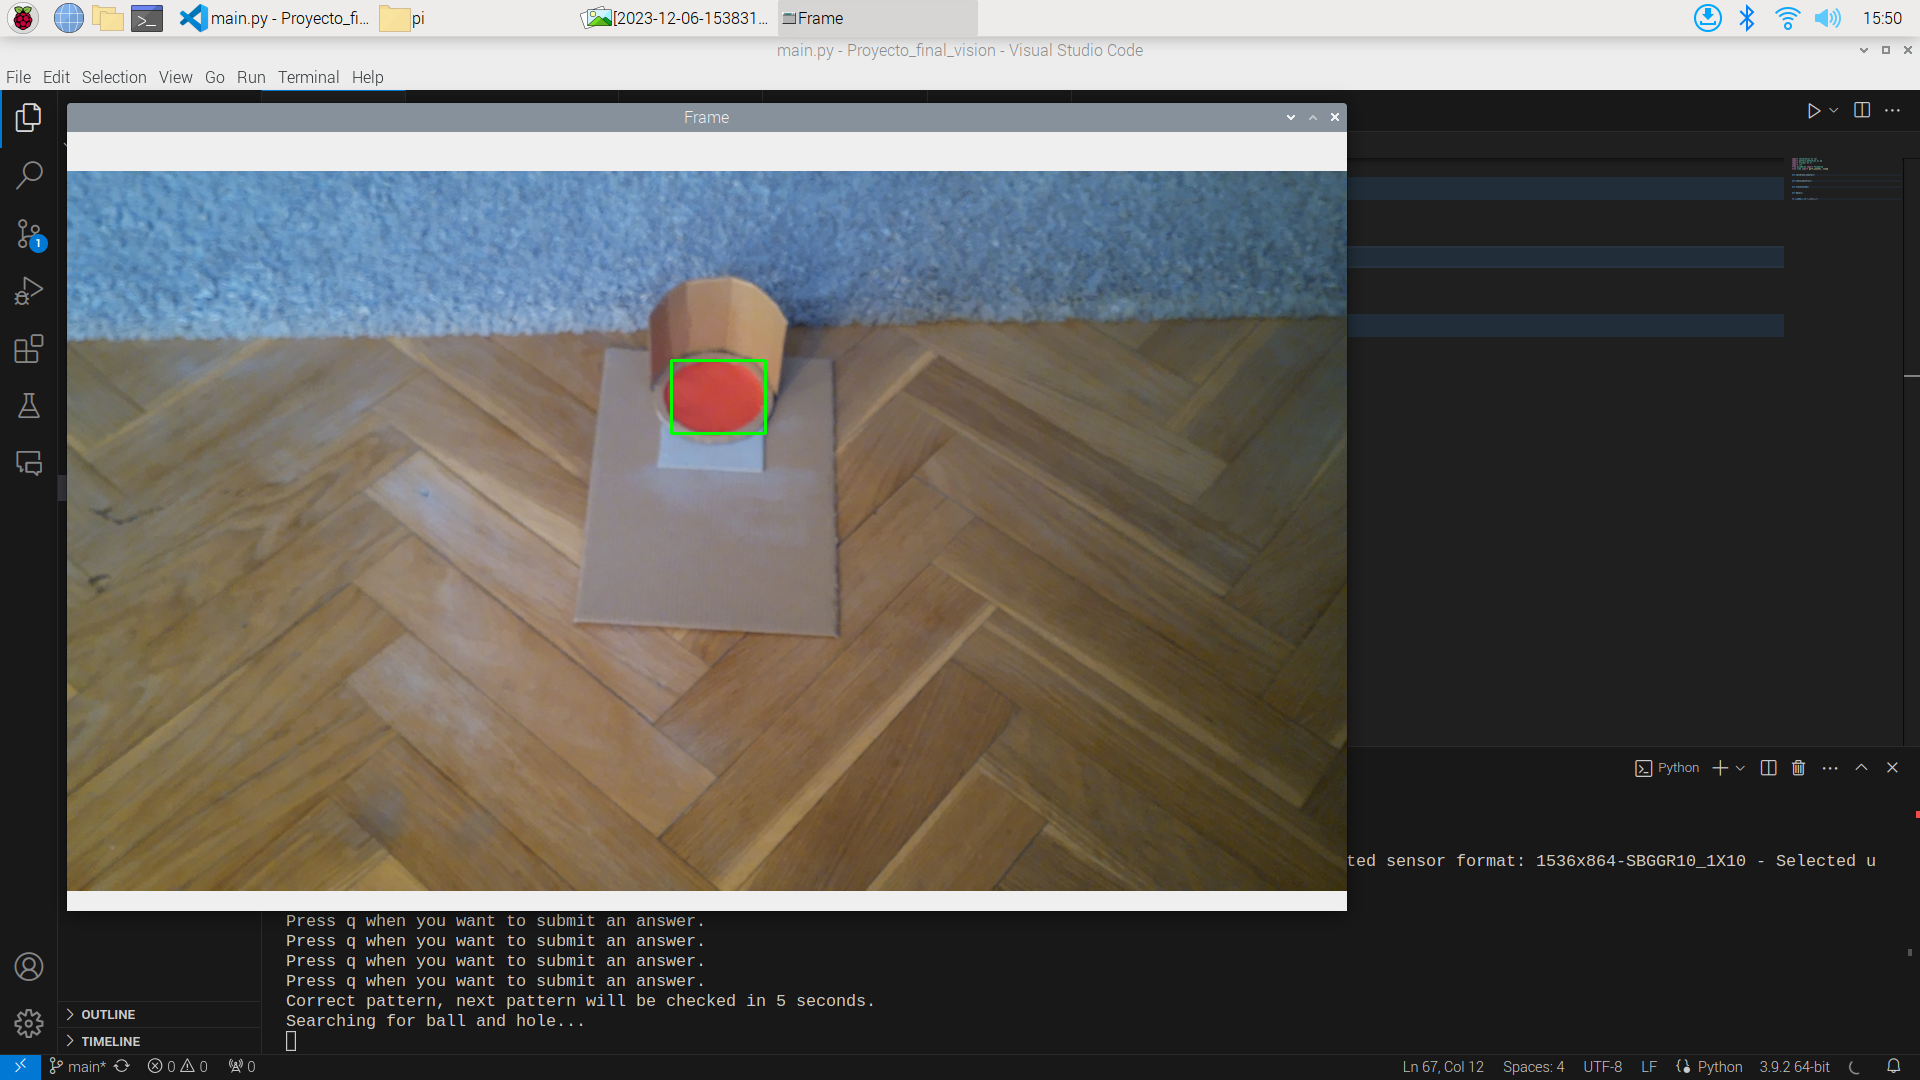 main.py - Proyecto_fi...
pi
[2023-12-06-153831...
Frame
15:50
main.py - Proyecto_final_vision - Visual Studio Code
File Edit Selection View Go Run Terminal Help
Frame
1
Python
ted sensor format: 1536x864-SBGGR10_1X10 - Selected u
Press q when you want to submit an answer.
Press q when you want to submit an answer.
Press q when you want to submit an answer.
Press q when you want to submit an answer.
Correct pattern, next pattern will be checked in 5 seconds.
Searching for ball and hole...
OUTLINE
TIMELINE
main* 0 0 0 Ln 67, Col 12 Spaces: 4 UTF-8 LF Python 3.9.2 64-bit